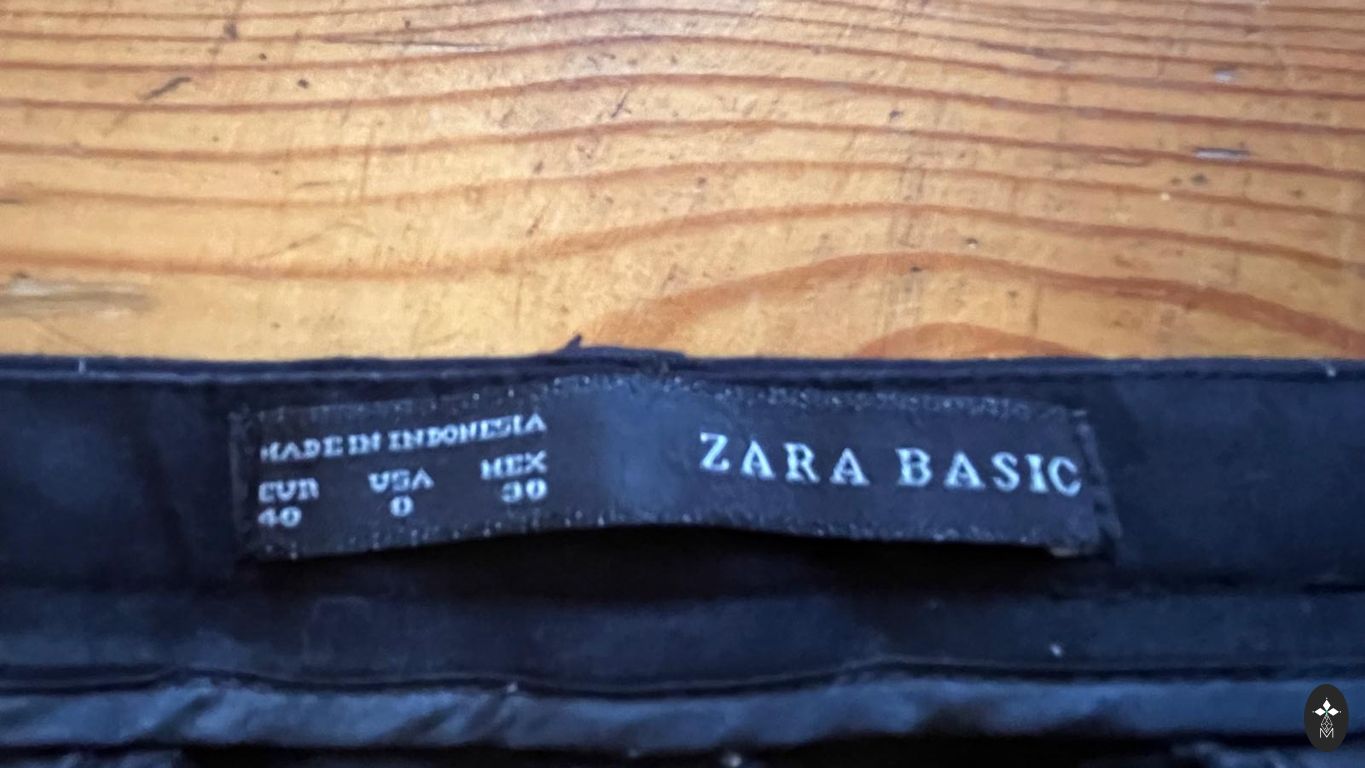 MADE IN INDONESIA
EUR USA MEX
40 0 30
ZARA BASIC
M